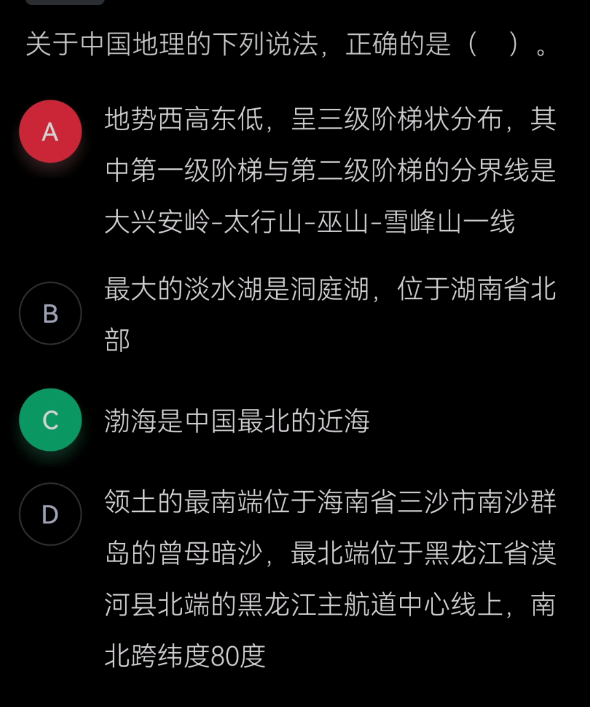 关于中国地理的下列说法，正确的是（　）。
A
地势西高东低，呈三级阶梯状分布，其
中第一级阶梯与第二级阶梯的分界线是
大兴安岭-太行山-巫山-雪峰山一线
B
最大的淡水湖是洞庭湖，位于湖南省北
部
C
渤海是中国最北的近海
D
领土的最南端位于海南省三沙市南沙群
岛的曾母暗沙，最北端位于黑龙江省漠
河县北端的黑龙江主航道中心线上，南
北跨纬度80度